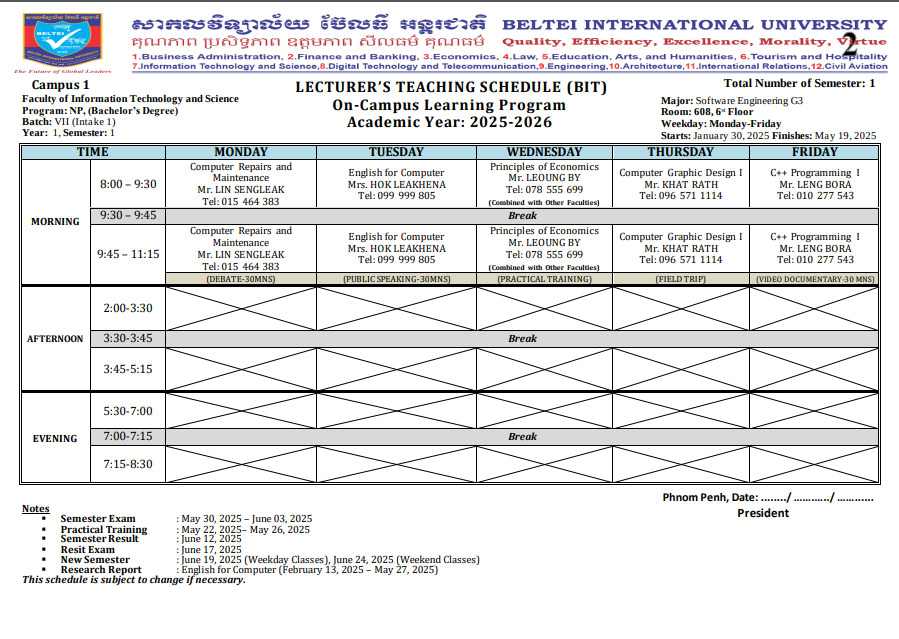 BELTEI
The Future of Global Leaders
សាកលវិទ្យាល័យ ប៊ែលធី អន្តរជាតិ
BELTEI INTERNATIONAL UNIVERSITY
គុណភាព ប្រសិទ្ធភាព ឧត្តមភាព សីលធម៌ គុណធម៌
Quality, Efficiency, Excellence, Morality, Virtue
2
1.Business Administration, 2.Finance and Banking, 3.Economics, 4.Law, 5.Education, Arts, and Humanities, 6.Tourism and Hospitality
7.Information Technology and Science,8.Digital Technology and Telecommunication,9.Engineering,10.Architecture,11.International Relations,12.Civil Aviation
Campus 1
Faculty of Information Technology and Science
Program: NP, (Bachelor's Degree)
Batch: VII (Intake 1)
Year: 1, Semester: 1
LECTURER'S TEACHING SCHEDULE (BIT)
On-Campus Learning Program
Academic Year: 2025-2026
Total Number of Semester: 1
Major: Software Engineering G3
Room: 608, 6st Floor
Weekday: Monday-Friday
Starts: January 30, 2025 Finishes: May 19, 2025
TIME MONDAY TUESDAY WEDNESDAY THURSDAY FRIDAY
MORNING
8:00 – 9:30
Computer Repairs and
Maintenance
Mr. LIN SENGLEAK
Tel: 015 464 383
English for Computer
Mrs. HOK LEAKHENA
Tel: 099 999 805
Principles of Economics
Mr. LEOUNG BY
Tel: 078 555 699
(Combined with Other Faculties)
Computer Graphic Design I
Mr. KHAT RATH
Tel: 096 571 1114
C++ Programming I
Mr. LENG BORA
Tel: 010 277 543
9:30 – 9:45 Break
9:45 – 11:15
Computer Repairs and
Maintenance
Mr. LIN SENGLEAK
Tel: 015 464 383
English for Computer
Mrs. HOK LEAKHENA
Tel: 099 999 805
Principles of Economics
Mr. LEOUNG BY
Tel: 078 555 699
(Combined with Other Faculties)
Computer Graphic Design I
Mr. KHAT RATH
Tel: 096 571 1114
C++ Programming I
Mr. LENG BORA
Tel: 010 277 543
(DEBATE-30MNS) (PUBLIC SPEAKING-30MNS) (PRACTICAL TRAINING) (FIELD TRIP) (VIDEO DOCUMENTARY-30 MNS)
AFTERNOON
2:00-3:30
3:30-3:45 Break
3:45-5:15
EVENING
5:30-7:00
7:00-7:15 Break
7:15-8:30
Phnom Penh, Date: ......../ .........../ ............
President
Notes
▪ Semester Exam : May 30, 2025 – June 03, 2025
▪ Practical Training : May 22, 2025– May 26, 2025
▪ Semester Result : June 12, 2025
▪ Resit Exam : June 17, 2025
▪ New Semester : June 19, 2025 (Weekday Classes), June 24, 2025 (Weekend Classes)
▪ Research Report : English for Computer (February 13, 2025 – May 27, 2025)
This schedule is subject to change if necessary.